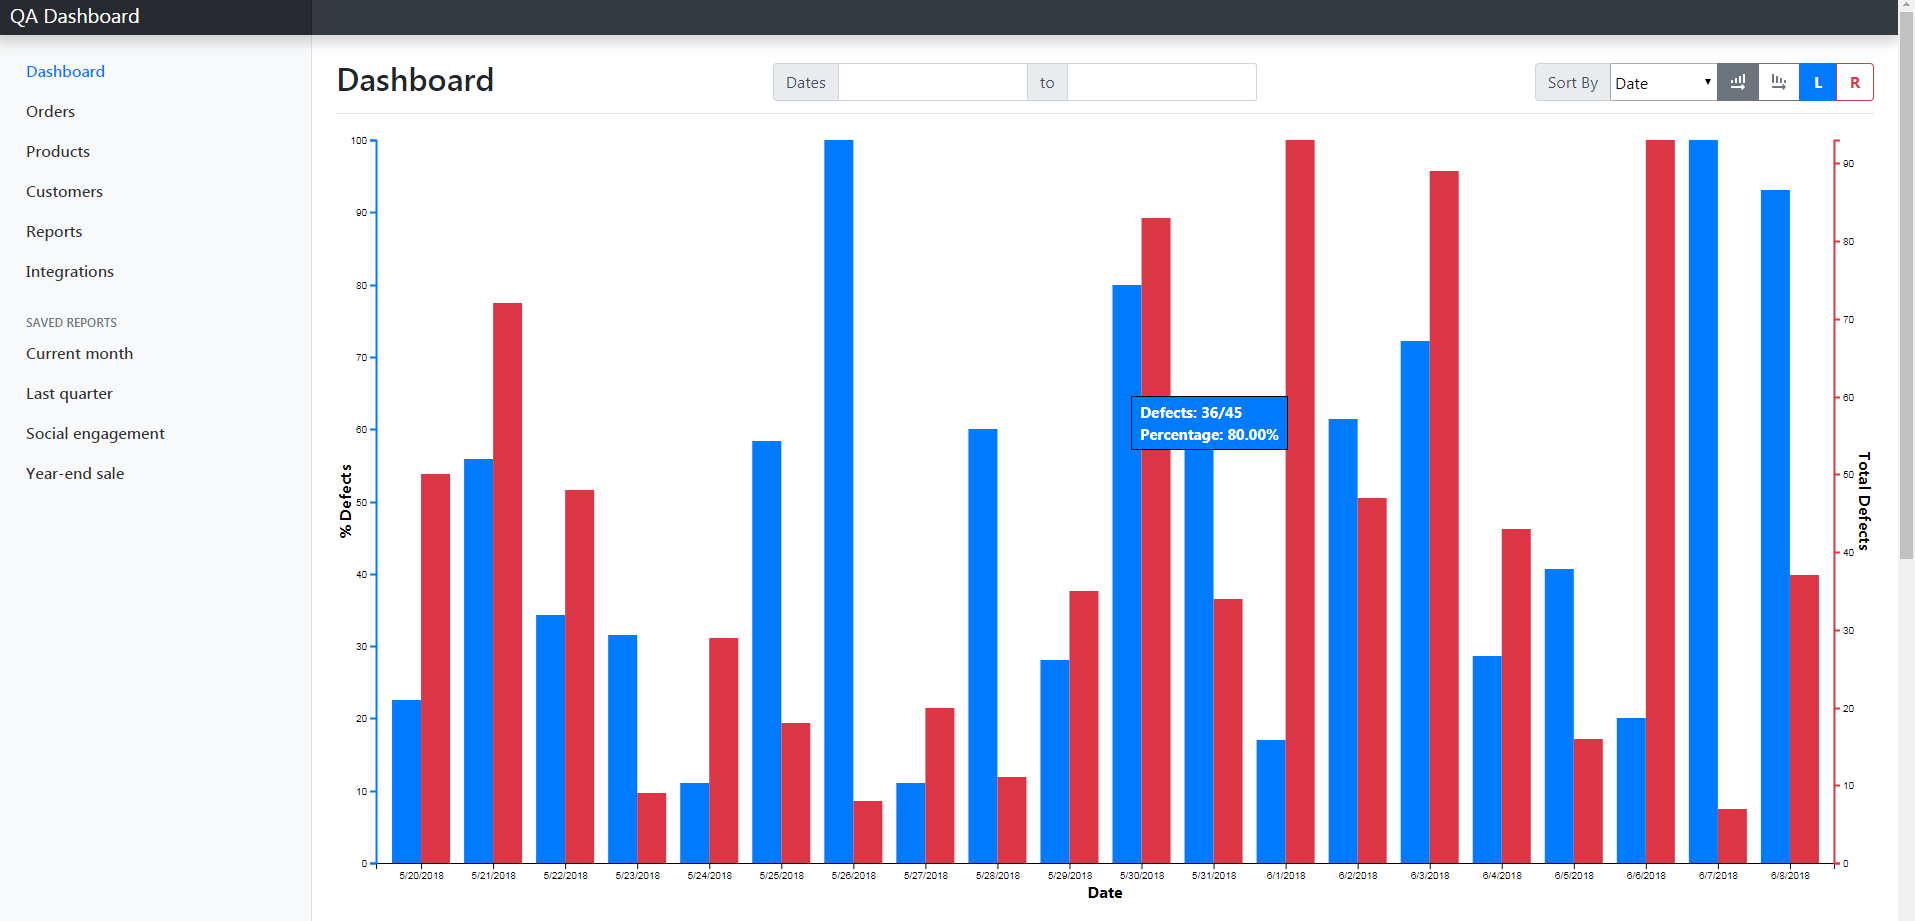 QA Dashboard
Dashboard
Orders
Products
Customers
Reports
Integrations
SAVED REPORTS
Current month
Last quarter
Social engagement
Year-end sale
Dashboard
Dates to
Sort By Date L R
100
90
80
70
60
50
40
30
20
10
0
% Defects
Defects: 36/45
Percentage: 80.00%
90
80
70
60
50
40
30
20
10
0
Total Defects
5/20/2018 5/21/2018 5/22/2018 5/23/2018 5/24/2018 5/25/2018 5/26/2018 5/27/2018 5/28/2018 5/29/2018 5/30/2018 5/31/2018 6/1/2018 6/2/2018 6/3/2018 6/4/2018 6/5/2018 6/6/2018 6/7/2018 6/8/2018
Date